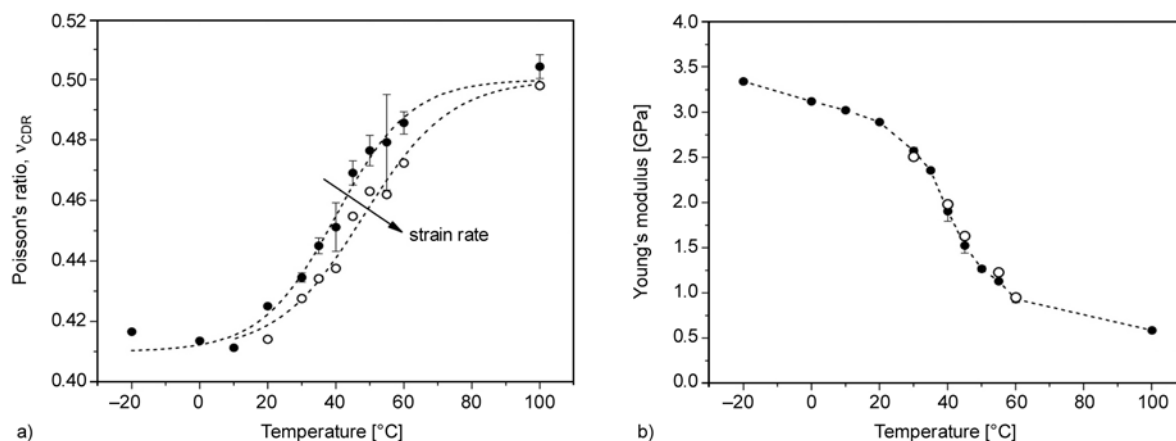 0.52
0.50
0.48
0.46
0.44
0.42
0.40
Poisson's ratio, νCDR
strain rate
–20 0 20 40 60 80 100
a) Temperature [°C]
4.0
3.5
3.0
2.5
2.0
1.5
1.0
0.5
0.0
Young's modulus [GPa]
–20 0 20 40 60 80 100
b) Temperature [°C]